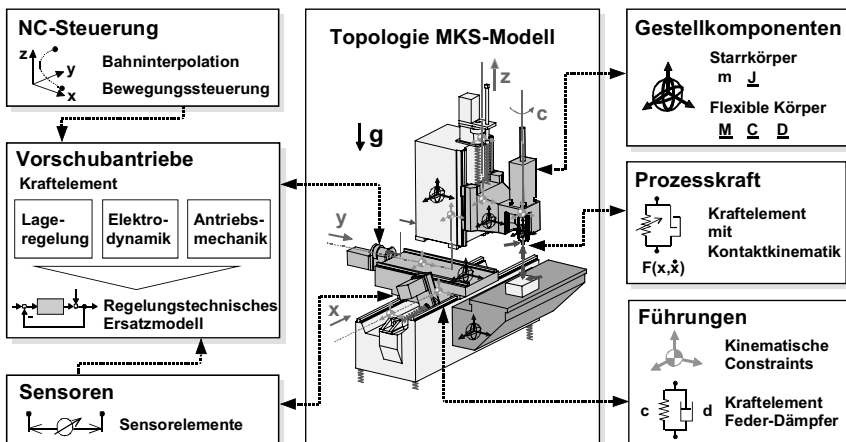 NC-Steuerung
z
y
x
Bahninterpolation
Bewegungssteuerung
Vorschubantriebe
Kraftelement
Lage-
regelung
Elektro-
dynamik
Antriebs-
mechanik
-
Regelungstechnisches
Ersatzmodell
Sensoren
Sensorelemente
Topologie MKS-Modell
z
c
g
y
x
Gestellkomponenten
Starrkörper
m J
Flexible Körper
M C D
Prozesskraft
Kraftelement
mit
Kontaktkinematik
F(x,ẋ)
Führungen
Kinematische
Constraints
c
d
Kraftelement
Feder-Dämpfer